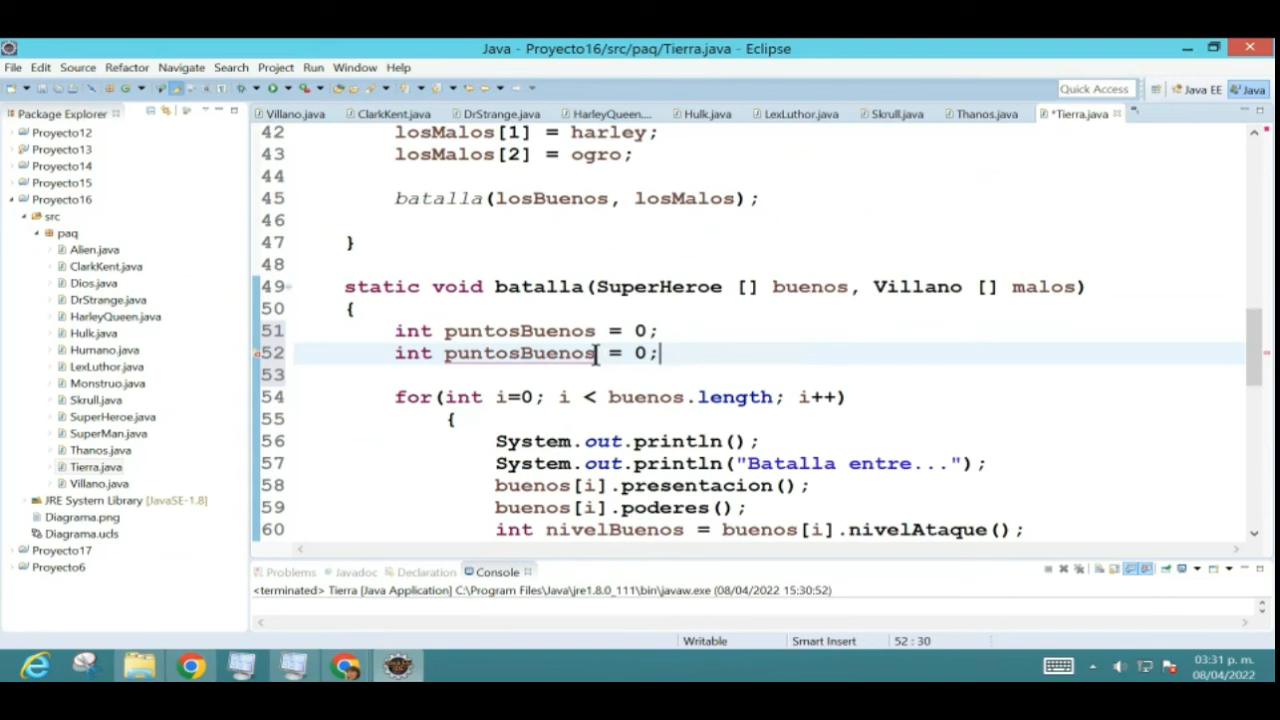 Java - Proyecto16/src/paq/Tierra.java - Eclipse
File Edit Source Refactor Navigate Search Project Run Window Help
Quick Access Java EE Java
Package Explorer
Villano.java ClarkKent.java DrStrange.java HarleyQueen.... Hulk.java LexLuthor.java Skrull.java Thanos.java *Tierra.java
Proyecto12
Proyecto13
Proyecto14
Proyecto15
Proyecto16
src
paq
Alien.java
ClarkKent.java
Dios.java
DrStrange.java
HarleyQueen.java
Hulk.java
Humano.java
LexLuthor.java
Monstruo.java
Skrull.java
SuperHeroe.java
SuperMan.java
Thanos.java
Tierra.java
Villano.java
JRE System Library [JavaSE-1.8]
Diagrama.png
Diagrama.ucls
Proyecto17
Proyecto6
42 losMalos[1] = harley;
43 losMalos[2] = ogro;
44
45 batalla(losBuenos, losMalos);
46
47 }
48
49 static void batalla(SuperHeroe [] buenos, Villano [] malos)
50 {
51 int puntosBuenos = 0;
52 int puntosBuenos = 0;
53
54 for(int i=0; i < buenos.length; i++)
55 {
56 System.out.println();
57 System.out.println("Batalla entre...");
58 buenos[i].presentacion();
59 buenos[i].poderes();
60 int nivelBuenos = buenos[i].nivelAtaque();
Problems Javadoc Declaration Console
<terminated> Tierra [Java Application] C:\Program Files\Java\jre1.8.0_111\bin\javaw.exe (08/04/2022 15:30:52)
Writable Smart Insert 52 : 30
03:31 p. m.
08/04/2022